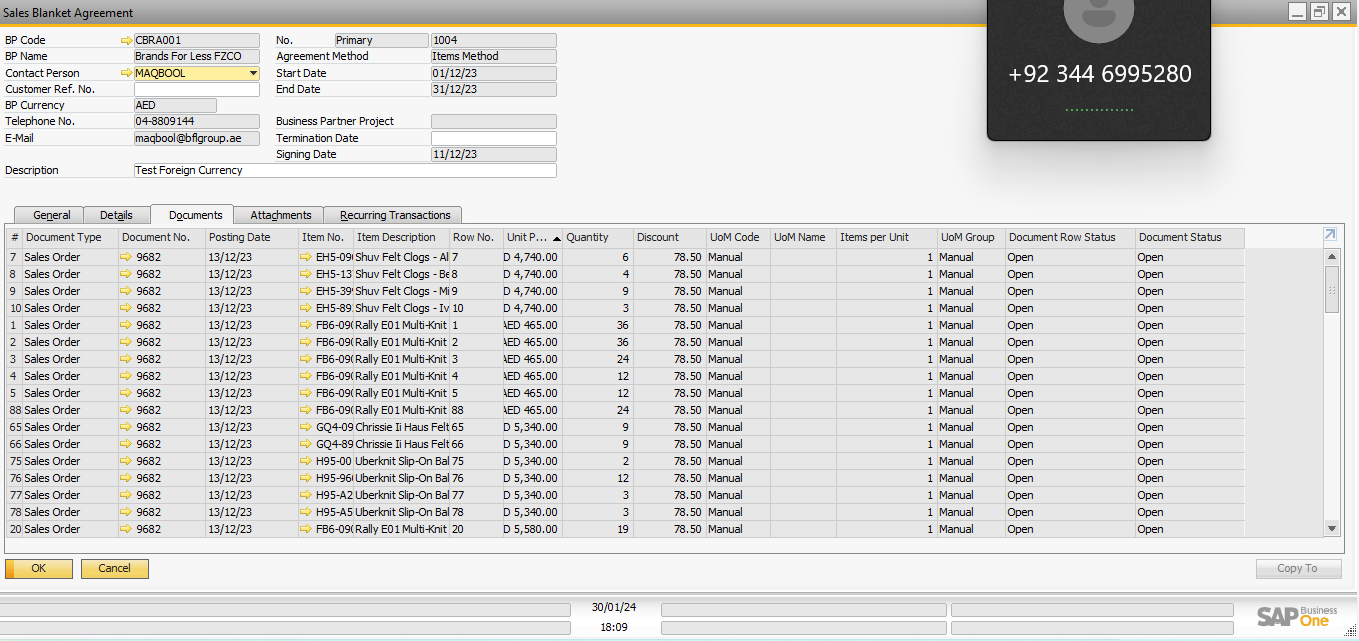 Sales Blanket Agreement
+92 344 6995280
BP Code CBRA001 No. Primary 1004
BP Name Brands For Less FZCO Agreement Method Items Method
Contact Person MAQBOOL Start Date 01/12/23
Customer Ref. No. End Date 31/12/23
BP Currency AED
Telephone No. 04-8809144 Business Partner Project
E-Mail maqbool@bflgroup.ae Termination Date
Signing Date 11/12/23
Description Test Foreign Currency
General Details Documents Attachments Recurring Transactions
# Document Type Document No. Posting Date Item No. Item Description Row No. Unit P... Quantity Discount UoM Code UoM Name Items per Unit UoM Group Document Row Status Document Status
7 Sales Order 9682 13/12/23 EH5-09 Shuv Felt Clogs - Al 7 D 4,740.00 6 78.50 Manual 1 Manual Open Open
8 Sales Order 9682 13/12/23 EH5-13 Shuv Felt Clogs - Be 8 D 4,740.00 4 78.50 Manual 1 Manual Open Open
9 Sales Order 9682 13/12/23 EH5-39 Shuv Felt Clogs - Mi 9 D 4,740.00 9 78.50 Manual 1 Manual Open Open
10 Sales Order 9682 13/12/23 EH5-89 Shuv Felt Clogs - Iv 10 D 4,740.00 3 78.50 Manual 1 Manual Open Open
1 Sales Order 9682 13/12/23 FB6-09 Rally E01 Multi-Knit 1 AED 465.00 36 78.50 Manual 1 Manual Open Open
2 Sales Order 9682 13/12/23 FB6-09 Rally E01 Multi-Knit 2 AED 465.00 36 78.50 Manual 1 Manual Open Open
3 Sales Order 9682 13/12/23 FB6-09 Rally E01 Multi-Knit 3 AED 465.00 24 78.50 Manual 1 Manual Open Open
4 Sales Order 9682 13/12/23 FB6-09 Rally E01 Multi-Knit 4 AED 465.00 12 78.50 Manual 1 Manual Open Open
5 Sales Order 9682 13/12/23 FB6-09 Rally E01 Multi-Knit 5 AED 465.00 12 78.50 Manual 1 Manual Open Open
88 Sales Order 9682 13/12/23 FB6-09 Rally E01 Multi-Knit 88 AED 465.00 24 78.50 Manual 1 Manual Open Open
65 Sales Order 9682 13/12/23 GQ4-09 Chrissie Ii Haus Felt 65 D 5,340.00 9 78.50 Manual 1 Manual Open Open
66 Sales Order 9682 13/12/23 GQ4-89 Chrissie Ii Haus Felt 66 D 5,340.00 9 78.50 Manual 1 Manual Open Open
75 Sales Order 9682 13/12/23 H95-00 Uberknit Slip-On Bal 75 D 5,340.00 2 78.50 Manual 1 Manual Open Open
76 Sales Order 9682 13/12/23 H95-96 Uberknit Slip-On Bal 76 D 5,340.00 12 78.50 Manual 1 Manual Open Open
77 Sales Order 9682 13/12/23 H95-A2 Uberknit Slip-On Bal 77 D 5,340.00 3 78.50 Manual 1 Manual Open Open
78 Sales Order 9682 13/12/23 H95-A5 Uberknit Slip-On Bal 78 D 5,340.00 3 78.50 Manual 1 Manual Open Open
20 Sales Order 9682 13/12/23 FB6-09 Rally E01 Multi-Knit 20 D 5,580.00 19 78.50 Manual 1 Manual Open Open
OK Cancel Copy To
30/01/24
18:09
SAP Business One